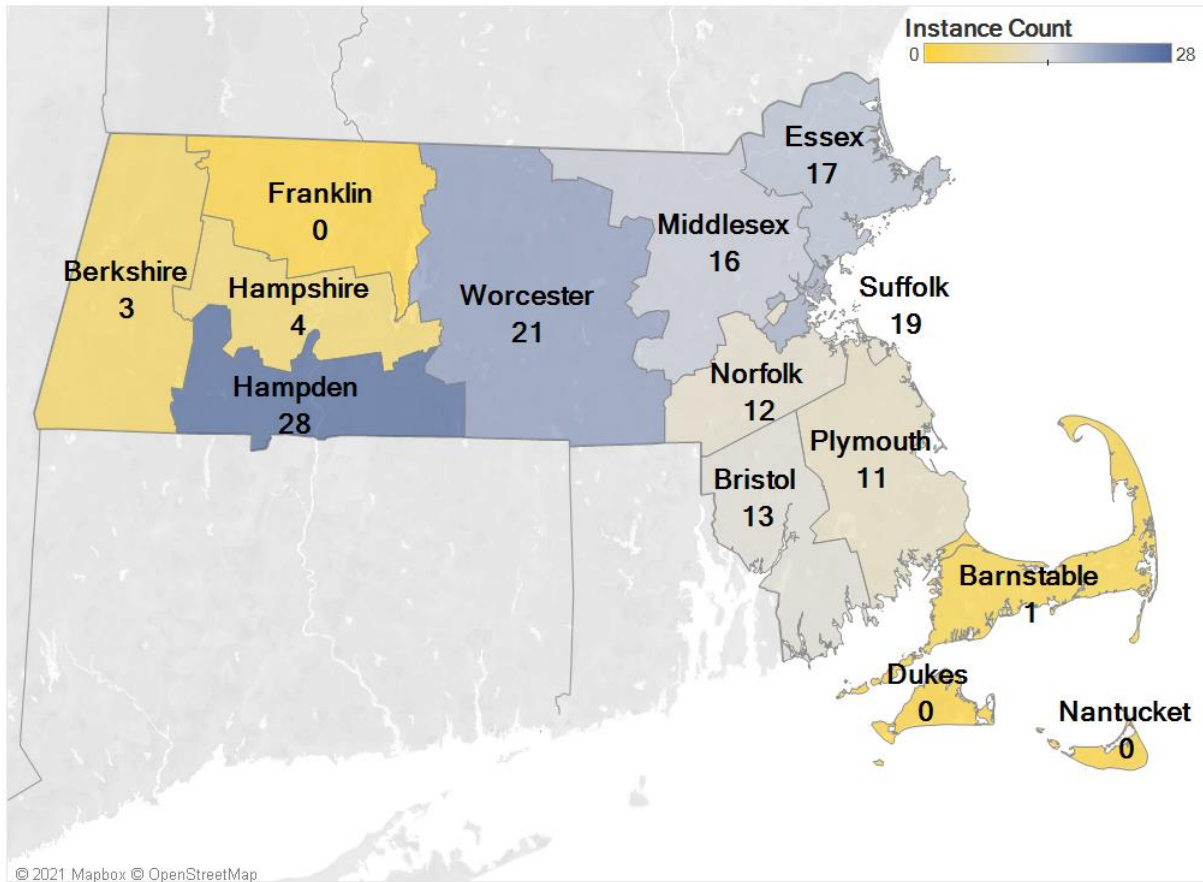 Instance Count
0 28
Essex
17
Franklin
0
Middlesex
16
Berkshire
3
Hampshire
4
Worcester
21
Suffolk
19
Hampden
28
Norfolk
12
Plymouth
11
Bristol
13
Barnstable
1
Dukes
0
Nantucket
0
© 2021 Mapbox © OpenStreetMap